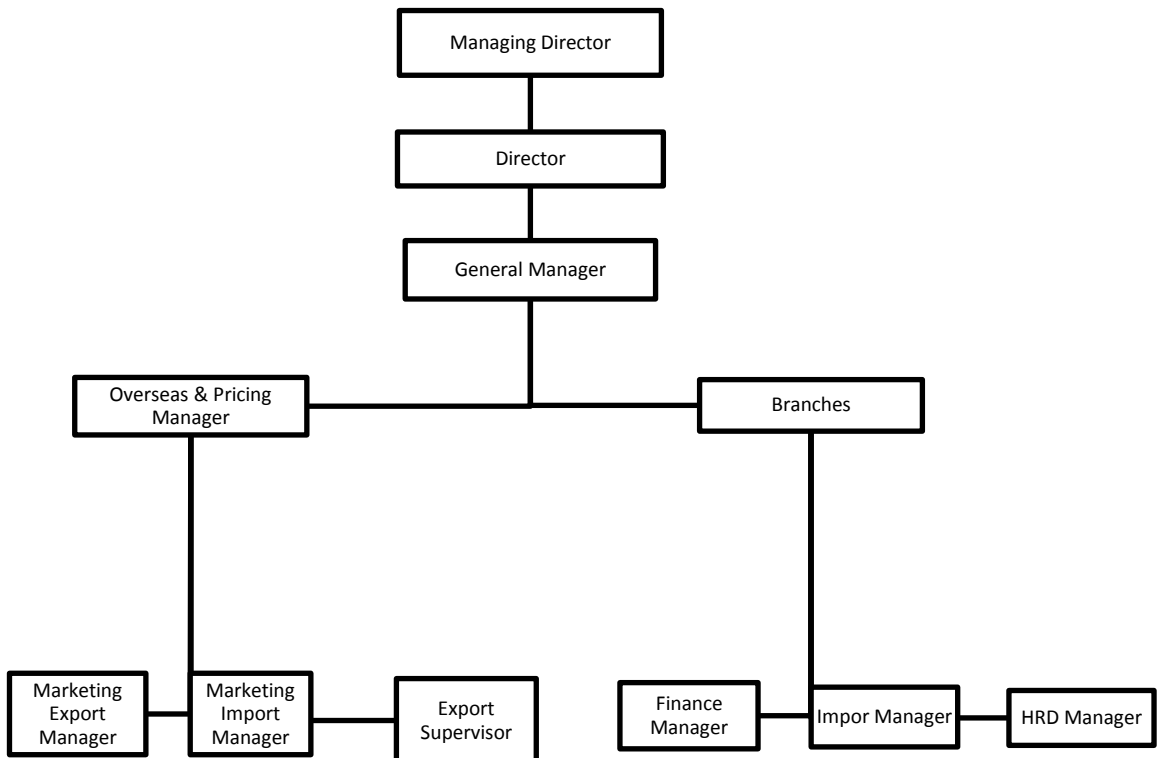 Managing Director
Director
General Manager
Overseas & Pricing
Manager
Branches
Marketing
Export
Manager
Marketing
Import
Manager
Export
Supervisor
Finance
Manager
Impor Manager
HRD Manager